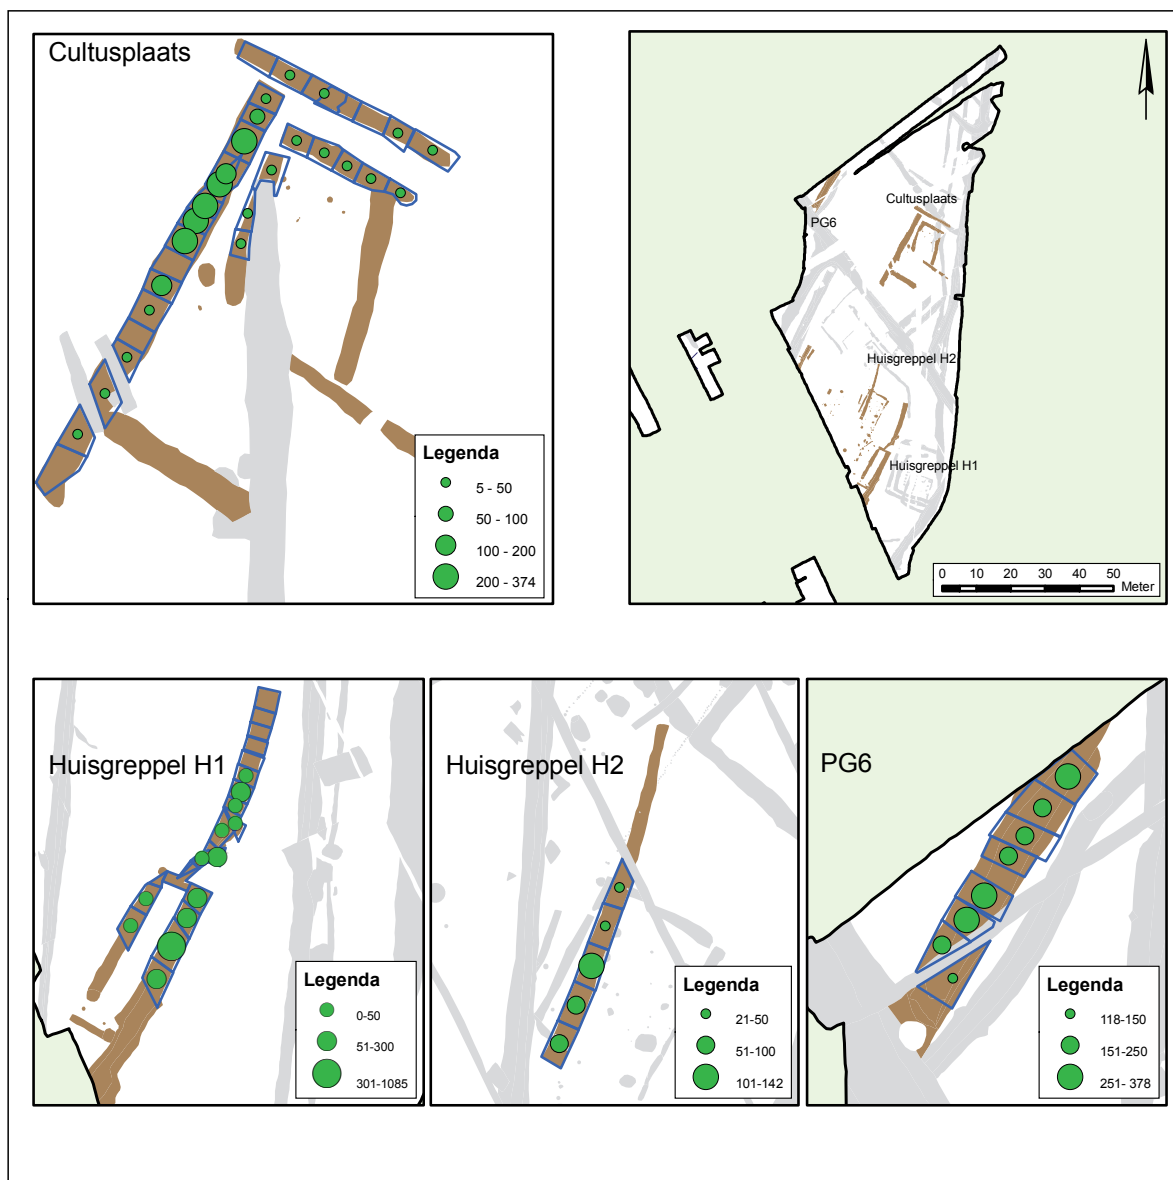 Cultusplaats
Legenda
5 - 50
50 - 100
100 - 200
200 - 374
Cultusplaats
PG6
Huisgreppel H2
Huisgreppel H1
0 10 20 30 40 50
Meter
Huisgreppel H1
Legenda
0-50
51-300
301-1085
Huisgreppel H2
Legenda
21-50
51-100
101-142
PG6
Legenda
118-150
151-250
251- 378